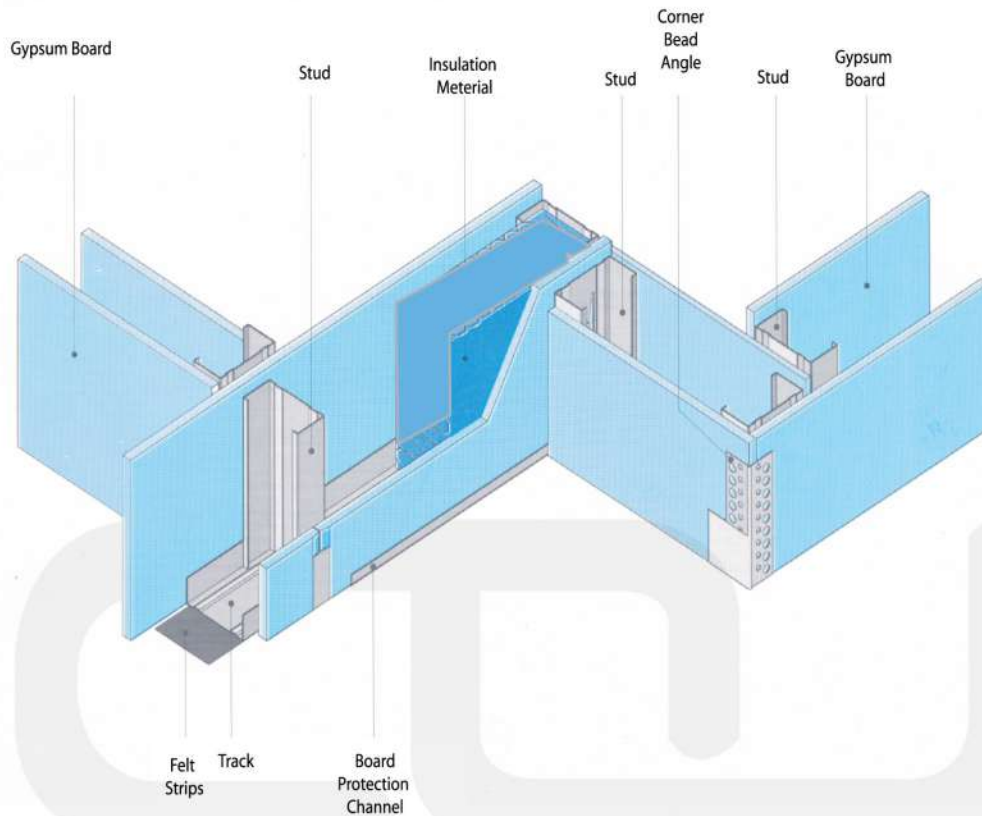 Gypsum Board
Stud
Insulation
Meterial
Stud
Corner
Bead
Angle
Stud
Gypsum
Board
Felt
Strips
Track
Board
Protection
Channel